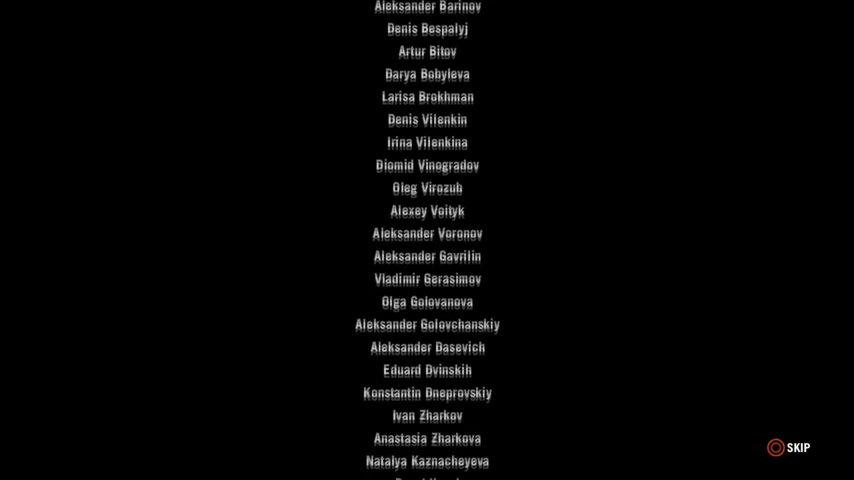 Aleksander Barinov
Denis Bespalyj
Artur Bitov
Darya Bobyleva
Larisa Brokhman
Denis Vilenkin
Irina Vilenkina
Diomid Vinogradov
Oleg Virozub
Alexey Voityk
Aleksander Voronov
Aleksander Gavrilin
Vladimir Gerasimov
Olga Golovanova
Aleksander Golovchanskiy
Aleksander Dasevich
Eduard Dvinskih
Konstantin Dneprovskiy
Ivan Zharkov
Anastasia Zharkova
SKIP
Natalya Kaznacheyeva